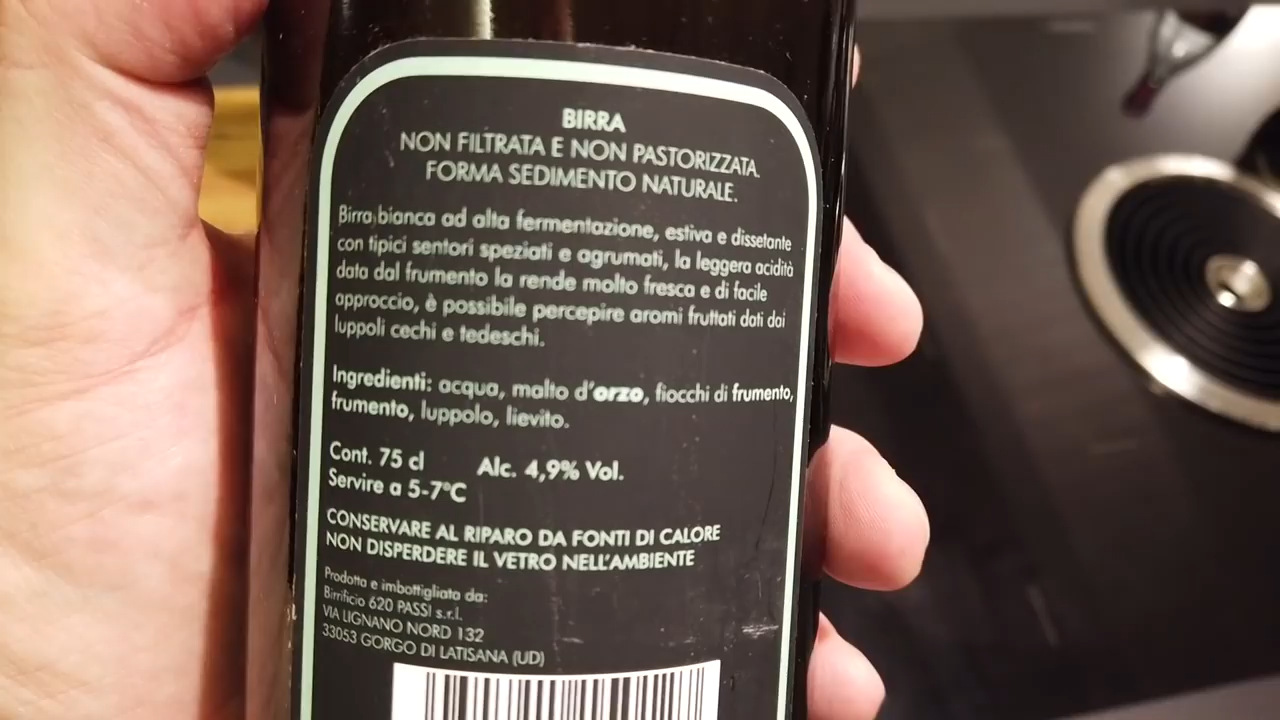 BIRRA
NON FILTRATA E NON PASTORIZZATA.
FORMA SEDIMENTO NATURALE.
Birra bianca ad alta fermentazione, estiva e dissetante
con tipici sentori speziati e agrumati, la leggera acidità
data dal frumento la rende molto fresca e di facile
approccio, è possibile percepire aromi fruttati dati dai
luppoli cechi e tedeschi.
Ingredienti: acqua, malto d'orzo, fiocchi di frumento,
frumento, luppolo, lievito.
Cont. 75 cl Alc. 4,9% Vol.
Servire a 5-7°C
CONSERVARE AL RIPARO DA FONTI DI CALORE
NON DISPERDERE IL VETRO NELL'AMBIENTE
Prodotta e imbottigliata da:
Birrificio 620 PASSI s.r.l.
VIA LIGNANO NORD 132
33053 GORGO DI LATISANA (UD)